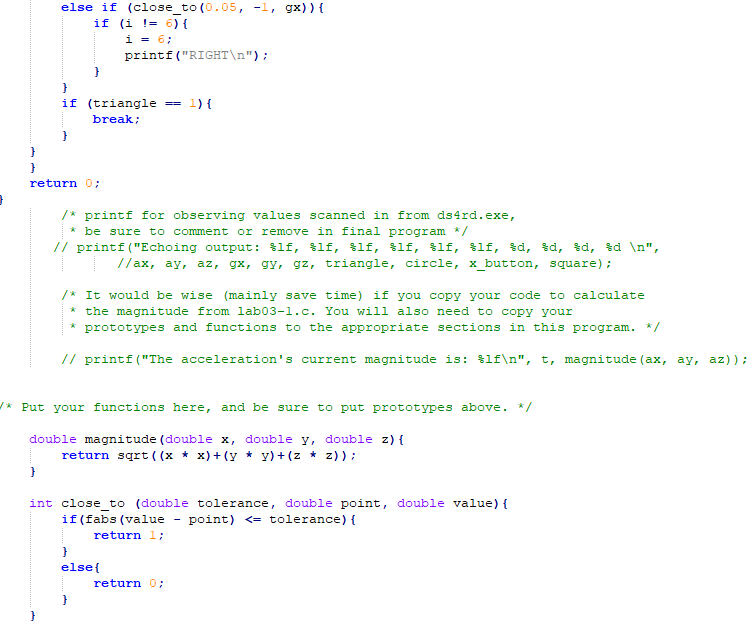 else if (close_to(0.05, -1, gx)){
if (i != 6){
i = 6;
printf("RIGHT\n");
}
}
if (triangle == 1){
break;
}
}
}
return 0;
}
/* printf for observing values scanned in from ds4rd.exe,
* be sure to comment or remove in final program */
// printf("Echoing output: %lf, %lf, %lf, %lf, %lf, %lf, %d, %d, %d, %d \n",
//ax, ay, az, gx, gy, gz, triangle, circle, x_button, square);
/* It would be wise (mainly save time) if you copy your code to calculate
* the magnitude from lab03-1.c. You will also need to copy your
* prototypes and functions to the appropriate sections in this program. */
// printf("The acceleration's current magnitude is: %lf\n", t, magnitude(ax, ay, az));
/* Put your functions here, and be sure to put prototypes above. */
double magnitude(double x, double y, double z){
return sqrt((x * x)+(y * y)+(z * z));
}
int close_to (double tolerance, double point, double value){
if(fabs(value - point) <= tolerance){
return 1;
}
else{
return 0;
}
}